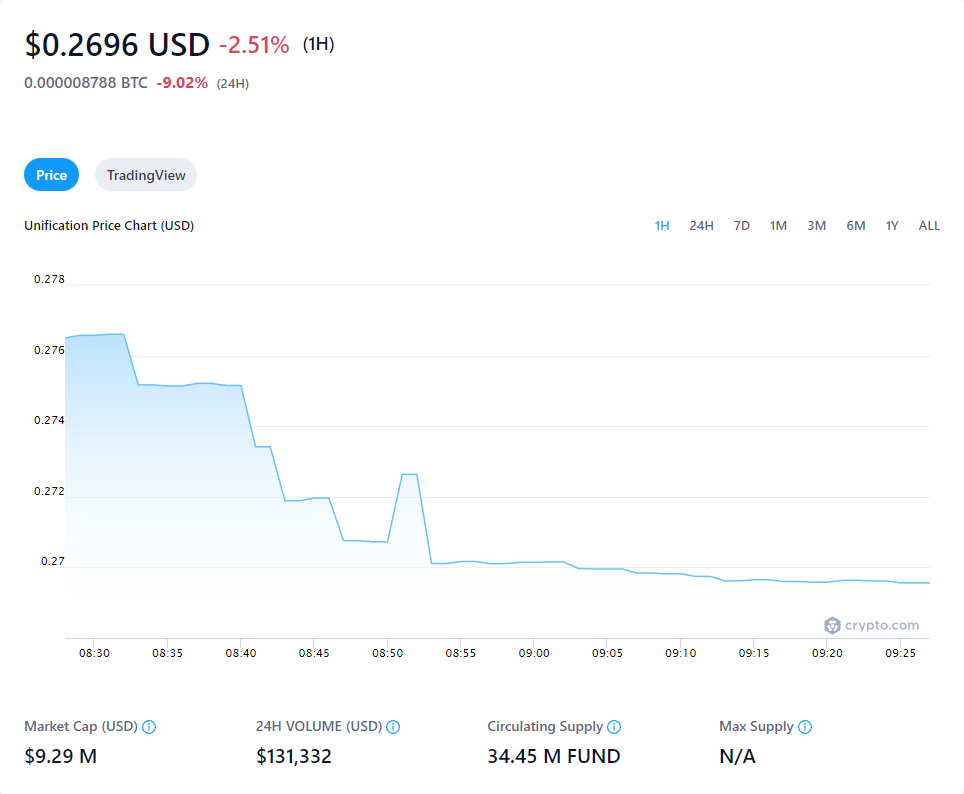 $0.2696 USD -2.51% (1H)
0.000008788 BTC -9.02% (24H)
Price TradingView
Unification Price Chart (USD) 1H 24H 7D 1M 3M 6M 1Y ALL
0.278
0.276
0.274
0.272
0.27
crypto.com
08:30 08:35 08:40 08:45 08:50 08:55 09:00 09:05 09:10 09:15 09:20 09:25
Market Cap (USD) 24H VOLUME (USD) Circulating Supply Max Supply
$9.29 M $131,332 34.45 M FUND N/A